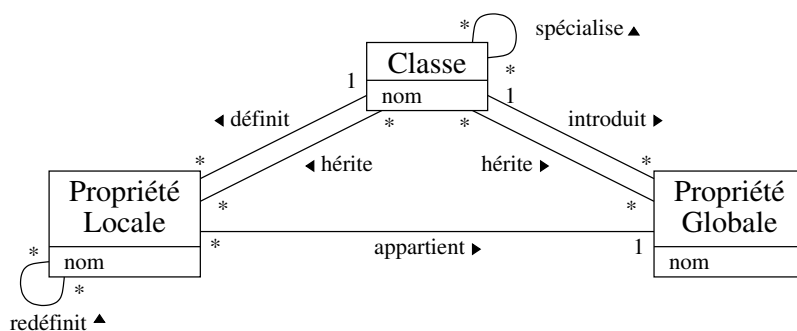 * spécialise ▲
Classe
*
1 nom 1
◄ définit introduit ►
* *
* *
◄ hérite hérite ►
Propriété Propriété
Locale Globale
* *
* 1
appartient ►
* nom nom
*
redéfinit ▲